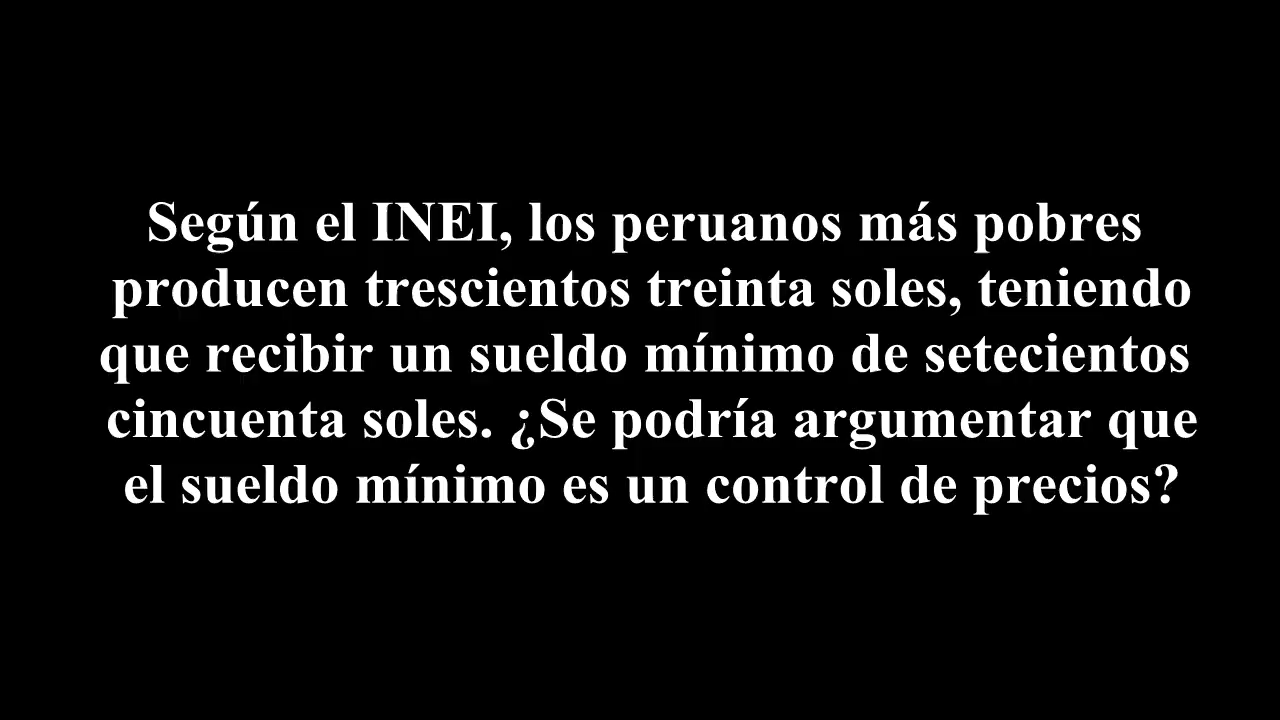 Según el INEI, los peruanos más pobres
producen trescientos treinta soles, teniendo
que recibir un sueldo mínimo de setecientos
cincuenta soles. ¿Se podría argumentar que
el sueldo mínimo es un control de precios?